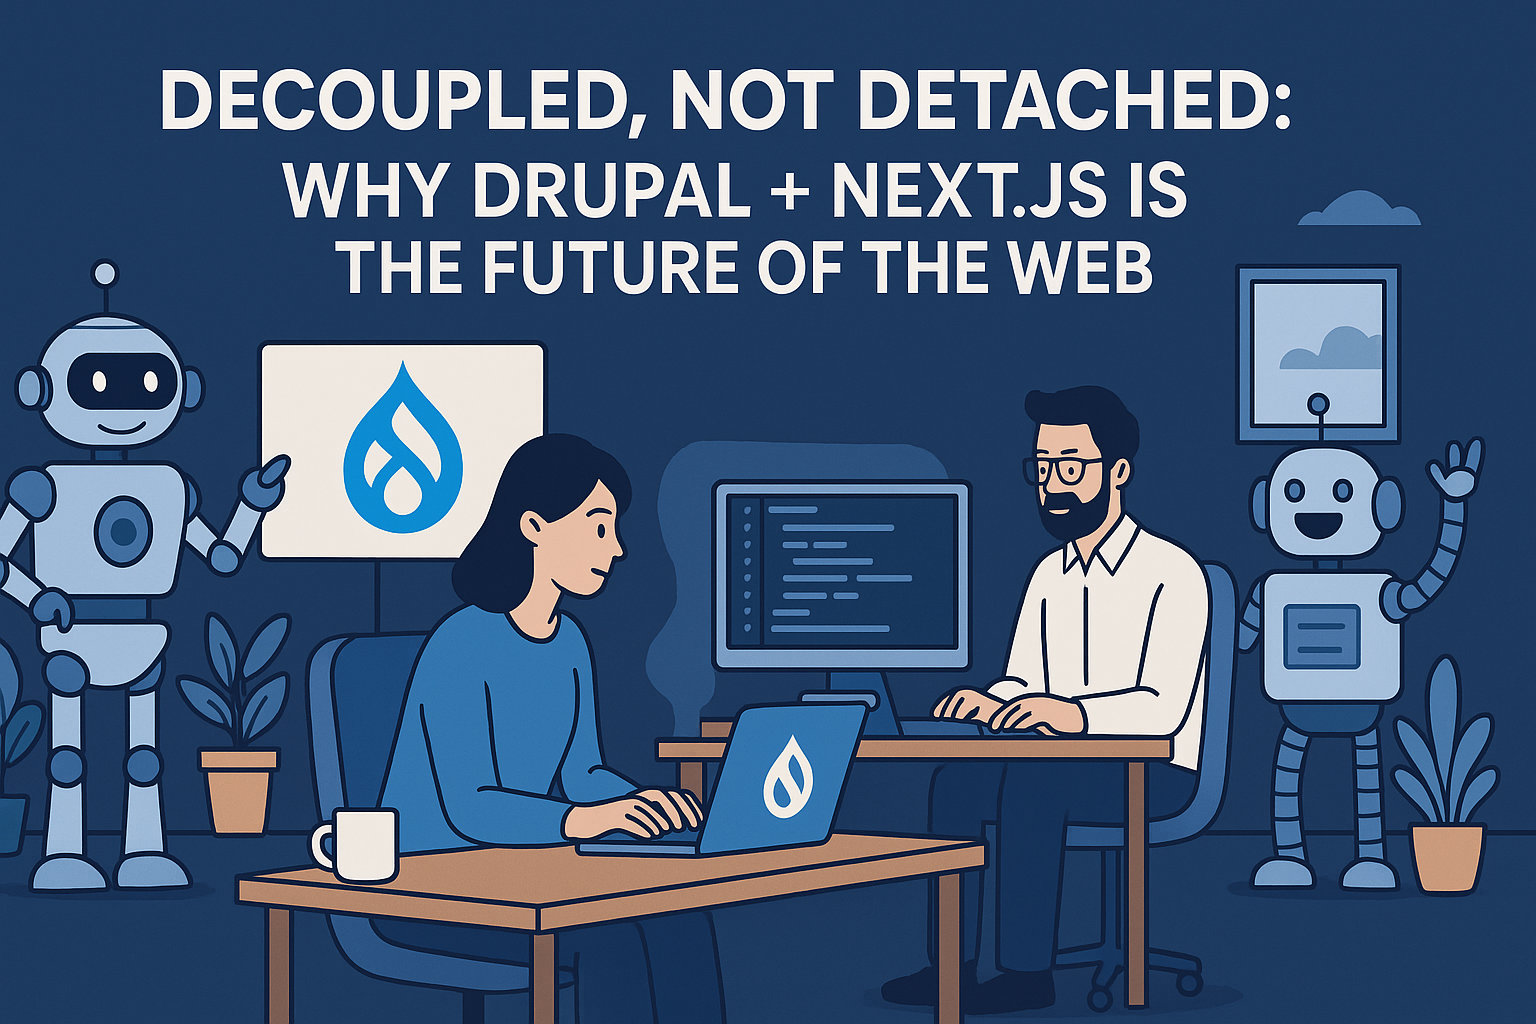 DECOUPLED, NOT DETACHED:
WHY DRUPAL + NEXT.JS IS
THE FUTURE OF THE WEB